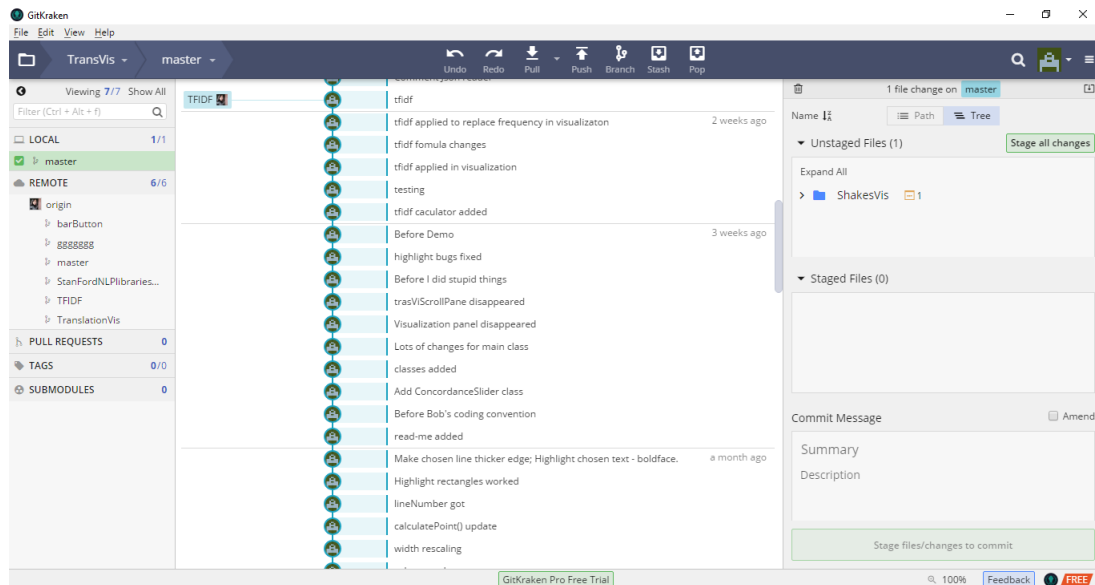 GitKraken
File Edit View Help
TransVis master
Undo Redo Pull Push Branch Stash Pop
Viewing 7/7 Show All
Filter (Ctrl + Alt + f)
LOCAL 1/1
master
REMOTE 6/6
origin
barButton
ggggggg
master
StanFordNLPlibraries...
TFIDF
TranslationVis
PULL REQUESTS 0
TAGS 0/0
SUBMODULES 0
TFIDF
tfidf
tfidf applied to replace frequency in visualizaton 2 weeks ago
tfidf fomula changes
tfidf applied in visualization
testing
tfidf caculator added
Before Demo 3 weeks ago
highlight bugs fixed
Before I did stupid things
trasViScrollPane disappeared
Visualization panel disappeared
Lots of changes for main class
classes added
Add ConcordanceSlider class
Before Bob's coding convention
read-me added
Make chosen line thicker edge; Highlight chosen text - boldface. a month ago
Highlight rectangles worked
lineNumber got
calculatePoint() update
width rescaling
1 file change on master
Name Path Tree
Unstaged Files (1) Stage all changes
Expand All
ShakesVis 1
Staged Files (0)
Commit Message Amend
Summary
Description
Stage files/changes to commit
GitKraken Pro Free Trial
100% Feedback FREE